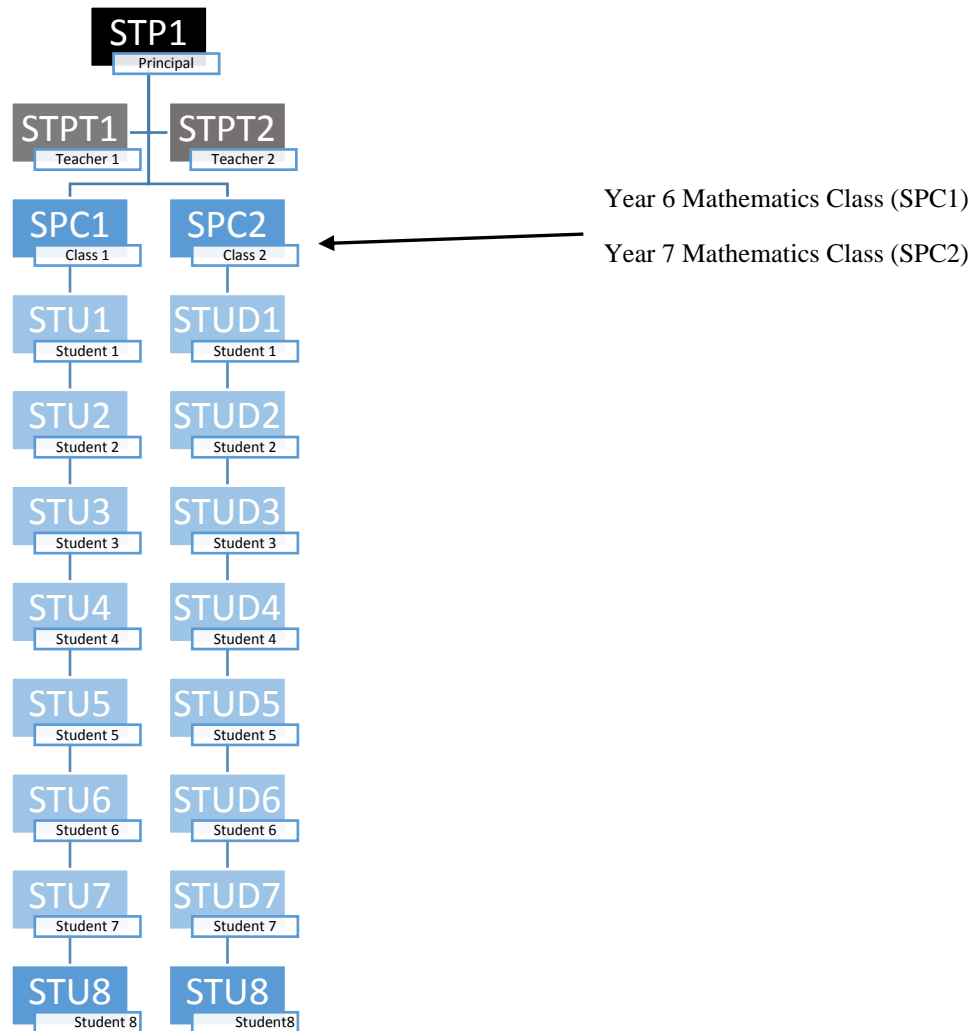 STP1
Principal
STPT1 STPT2
Teacher 1 Teacher 2
SPC1 SPC2
Class 1 Class 2
Year 6 Mathematics Class (SPC1)
Year 7 Mathematics Class (SPC2)
STU1 STUD1
Student 1 Student 1
STU2 STUD2
Student 2 Student 2
STU3 STUD3
Student 3 Student 3
STU4 STUD4
Student 4 Student 4
STU5 STUD5
Student 5 Student 5
STU6 STUD6
Student 6 Student 6
STU7 STUD7
Student 7 Student 7
STU8 STU8
Student 8 Student8